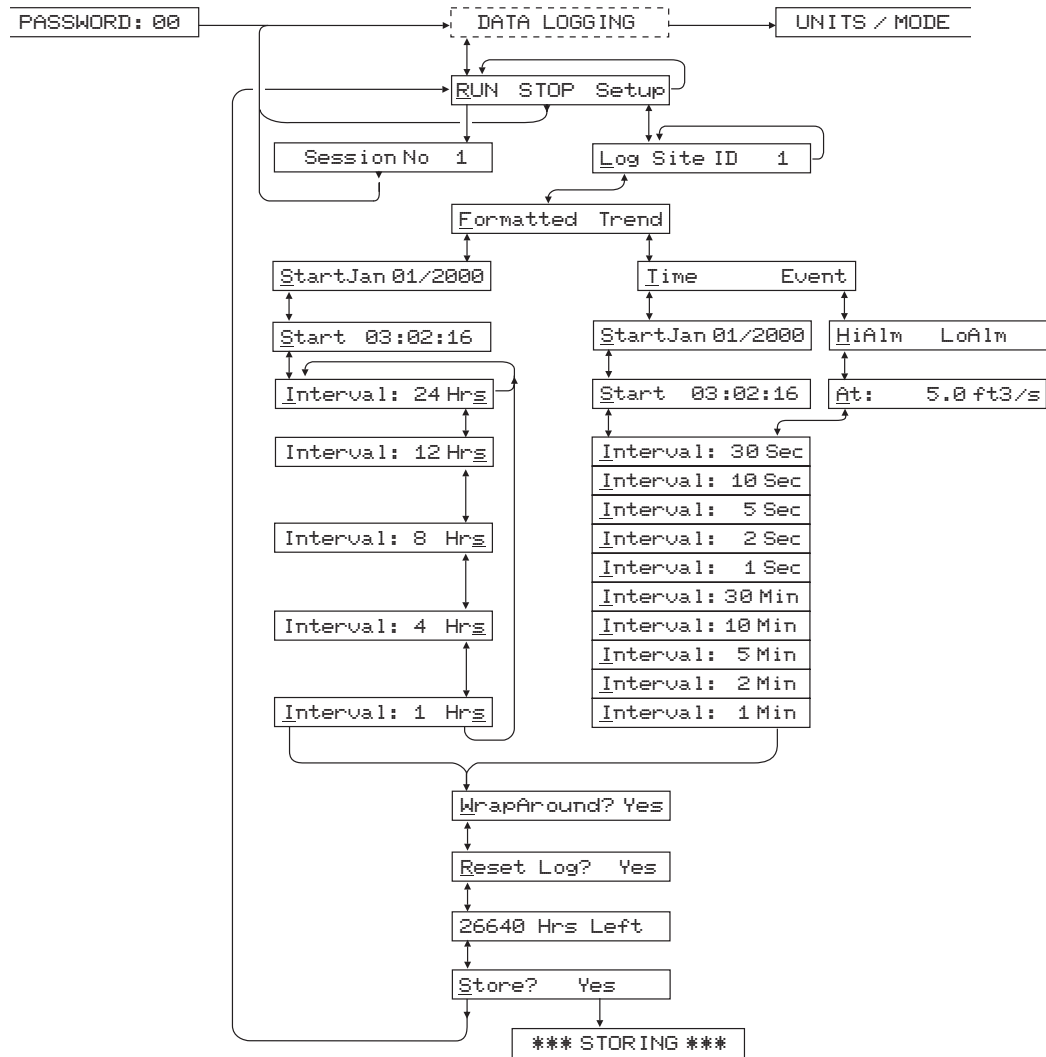 PASSWORD: 00
DATA LOGGING
UNITS / MODE
RUN STOP Setup
Session No 1
Log Site ID 1
Formatted Trend
StartJan 01/2000
Time Event
Start 03:02:16
StartJan 01/2000
HiAlm LoAlm
Interval: 24 Hrs
Start 03:02:16
At: 5.0 ft3/s
Interval: 12 Hrs
Interval: 8 Hrs
Interval: 4 Hrs
Interval: 1 Hrs
Interval: 30 Sec
Interval: 10 Sec
Interval: 5 Sec
Interval: 2 Sec
Interval: 1 Sec
Interval: 30 Min
Interval: 10 Min
Interval: 5 Min
Interval: 2 Min
Interval: 1 Min
WrapAround? Yes
Reset Log? Yes
26640 Hrs Left
Store? Yes
*** STORING ***